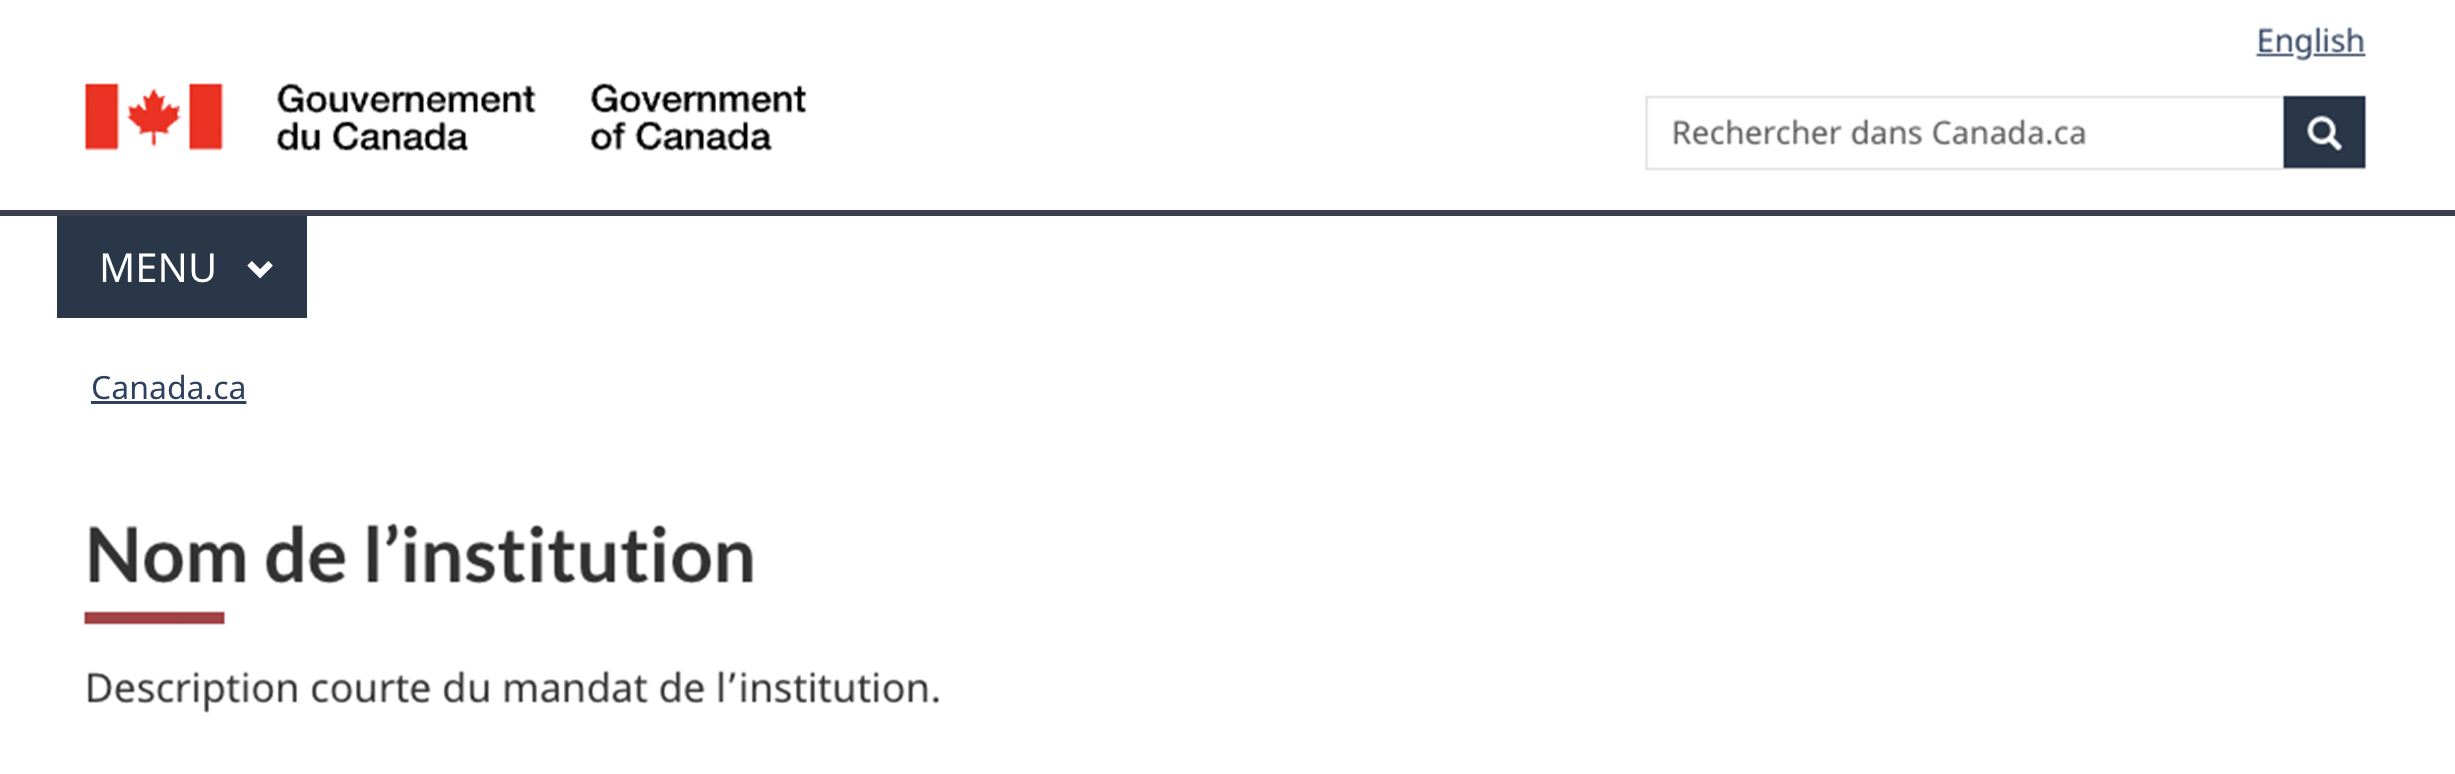 English
Gouvernement
du Canada
Government
of Canada
Rechercher dans Canada.ca
MENU
Canada.ca
Nom de l’institution
Description courte du mandat de l’institution.